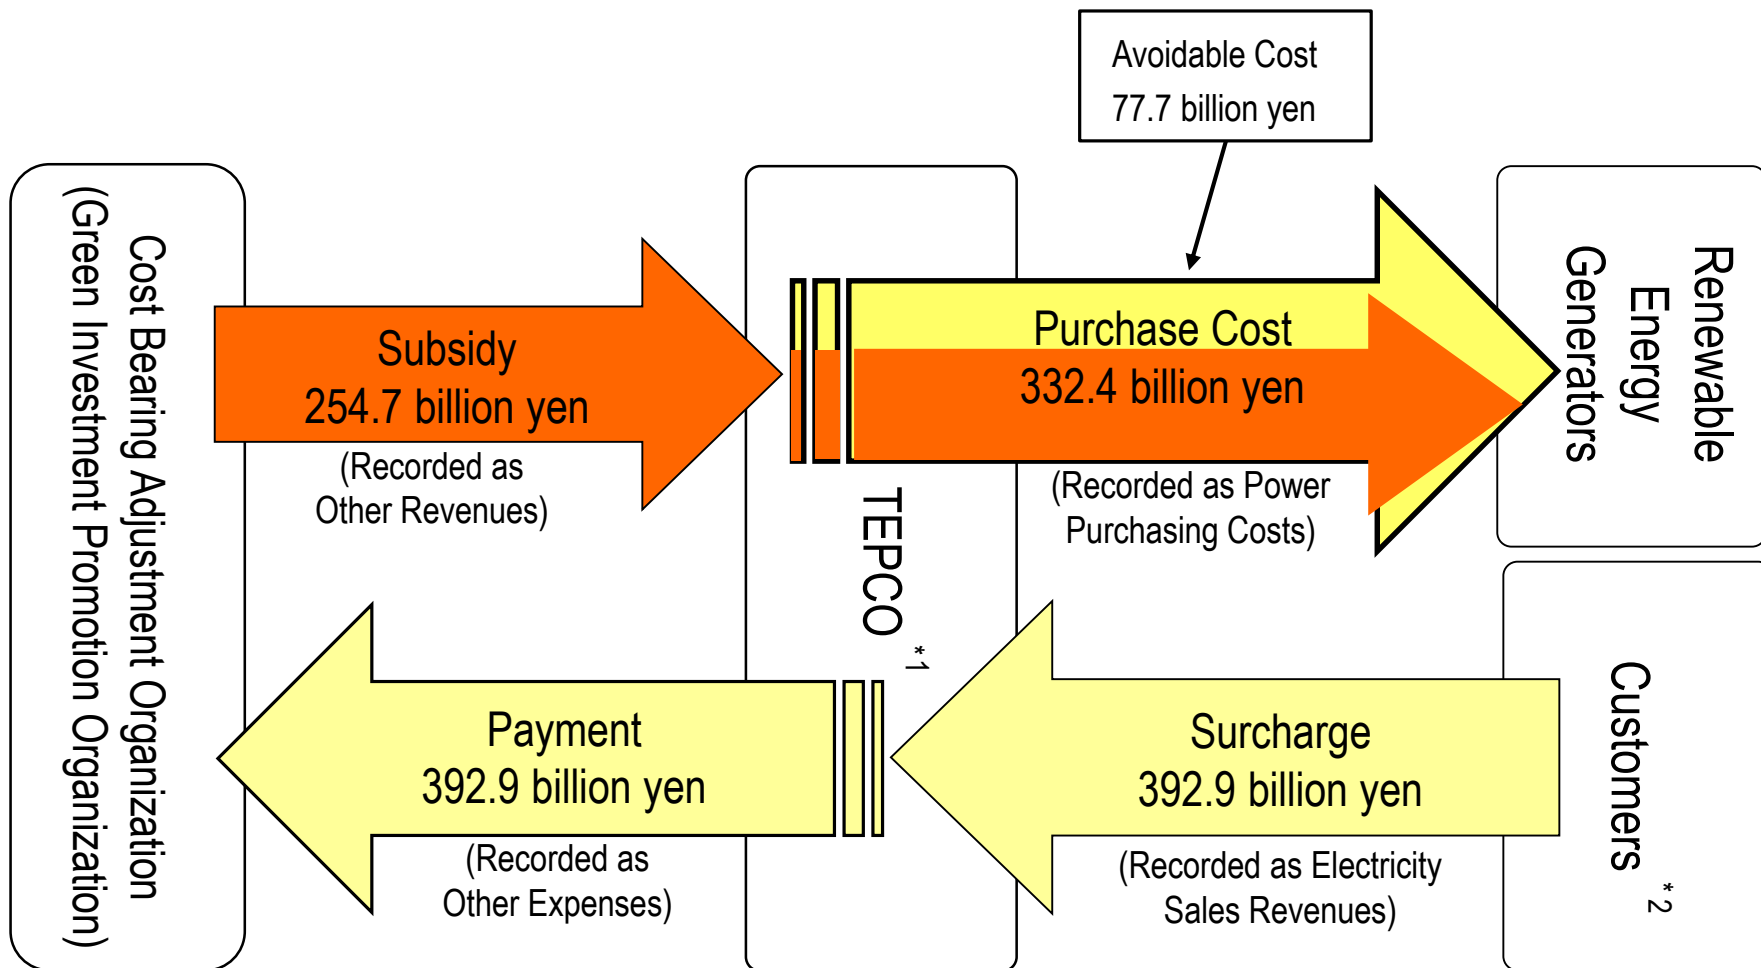 Avoidable Cost
77.7 billion yen
Cost Bearing Adjustment Organization
(Green Investment Promotion Organization)
Subsidy
254.7 billion yen
(Recorded as
Other Revenues)
TEPCO *1
Purchase Cost
332.4 billion yen
(Recorded as Power
Purchasing Costs)
Renewable
Energy
Generators
Payment
392.9 billion yen
(Recorded as
Other Expenses)
Surcharge
392.9 billion yen
(Recorded as Electricity
Sales Revenues)
Customers *2